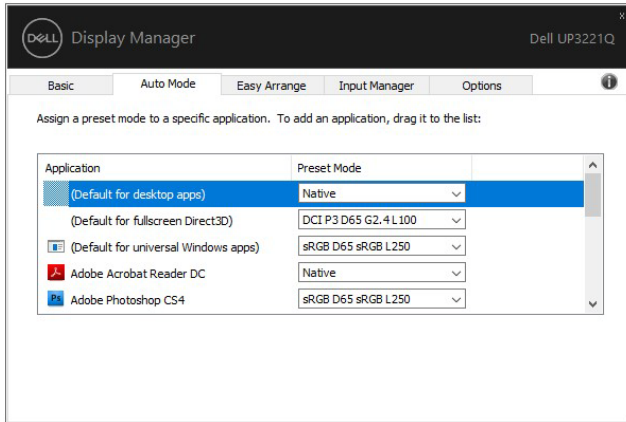 x
DELL Display Manager Dell UP3221Q
Basic Auto Mode Easy Arrange Input Manager Options i
Assign a preset mode to a specific application. To add an application, drag it to the list:
Application Preset Mode
(Default for desktop apps) Native
(Default for fullscreen Direct3D) DCI P3 D65 G2.4 L100
(Default for universal Windows apps) sRGB D65 sRGB L250
Adobe Acrobat Reader DC Native
Ps Adobe Photoshop CS4 sRGB D65 sRGB L250